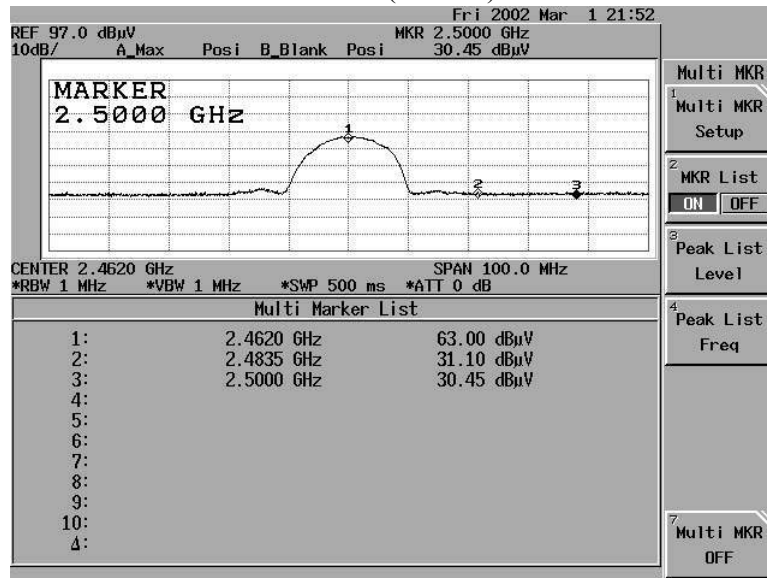 Fri 2002 Mar 1 21:52
REF 97.0 dBµV MKR 2.5000 GHz
10dB/ A_Max Posi B_Blank Posi 30.45 dBµV
MARKER
2.5000 GHz
1
2
3
CENTER 2.4620 GHz SPAN 100.0 MHz
*RBW 1 MHz *VBW 1 MHz *SWP 500 ms *ATT 0 dB
Multi Marker List
1: 2.4620 GHz 63.00 dBµV
2: 2.4835 GHz 31.10 dBµV
3: 2.5000 GHz 30.45 dBµV
4:
5:
6:
7:
8:
9:
10:
Δ:
Multi MKR
1
Multi MKR
Setup
2
MKR List
ON OFF
3
Peak List
Level
4
Peak List
Freq
7
Multi MKR
OFF